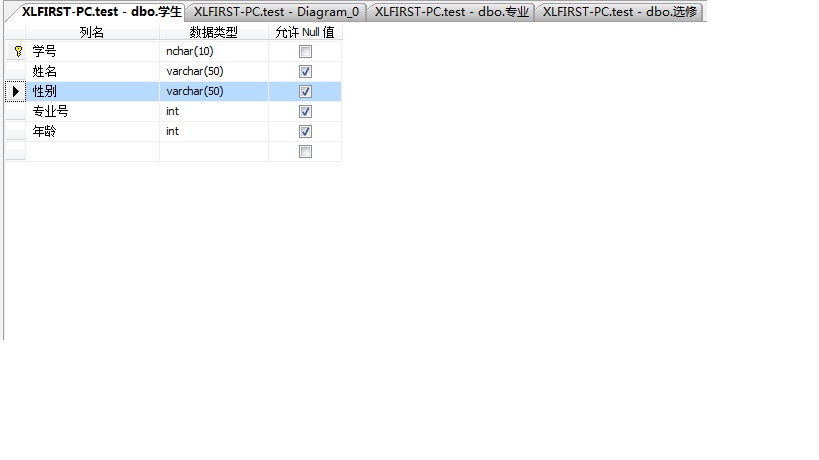 XLFIRST-PC.test - dbo.学生 XLFIRST-PC.test - Diagram_0 XLFIRST-PC.test - dbo.专业 XLFIRST-PC.test - dbo.选修
列名 数据类型 允许 Null 值
学号 nchar(10)
姓名 varchar(50)
性别 varchar(50)
专业号 int
年龄 int